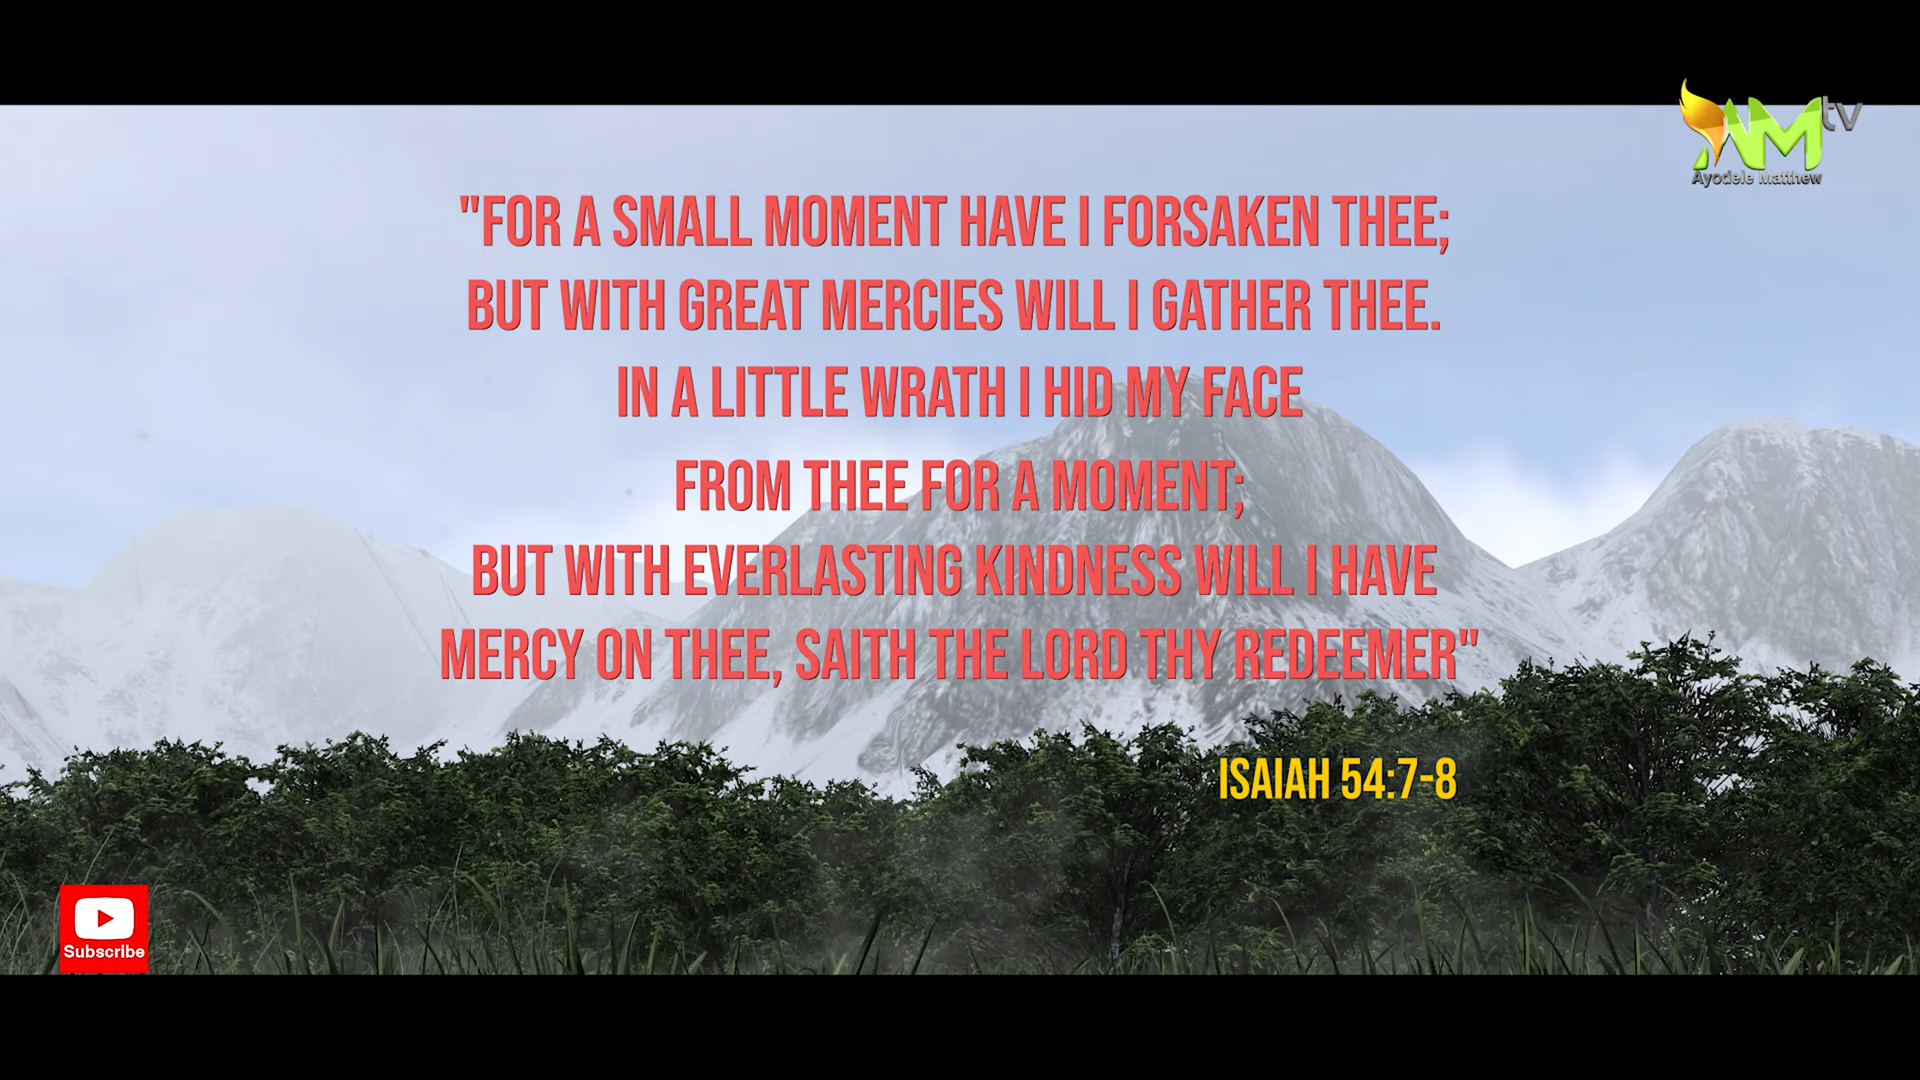 AM tv
Ayodele Matthew
"FOR A SMALL MOMENT HAVE I FORSAKEN THEE;
BUT WITH GREAT MERCIES WILL I GATHER THEE.
IN A LITTLE WRATH I HID MY FACE
FROM THEE FOR A MOMENT;
BUT WITH EVERLASTING KINDNESS WILL I HAVE
MERCY ON THEE, SAITH THE LORD THY REDEEMER"
ISAIAH 54:7-8
Subscribe